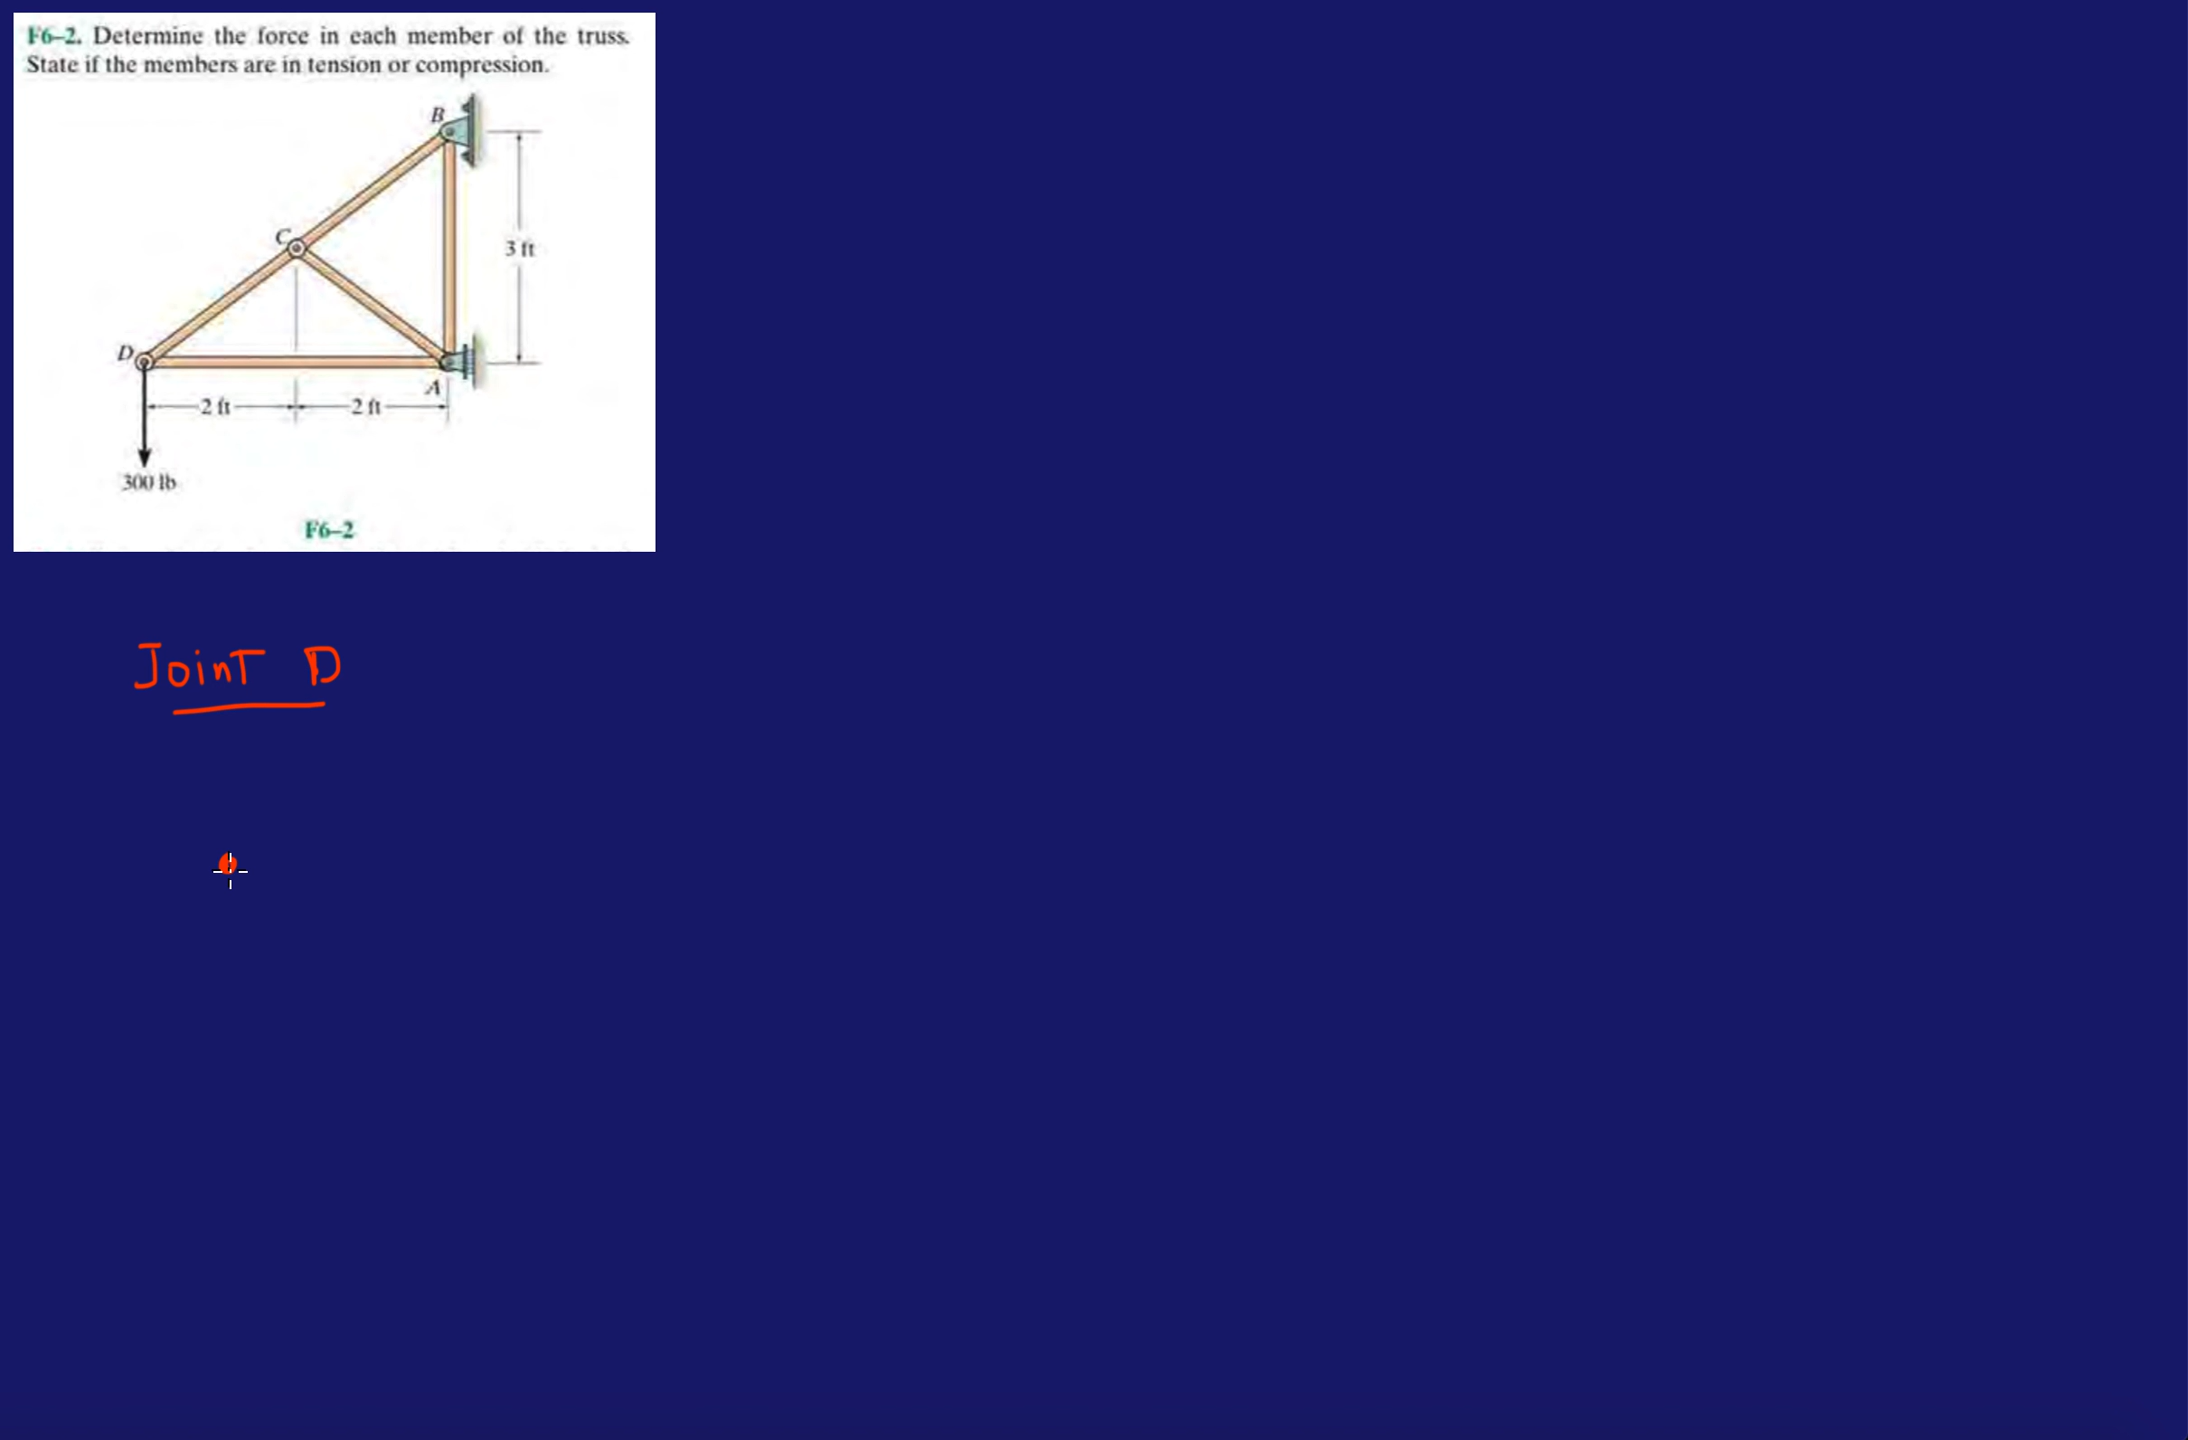 F6–2. Determine the force in each member of the truss.
State if the members are in tension or compression.
B
C
3 ft
D
A
2 ft
2 ft
300 lb
F6–2
JoinT D